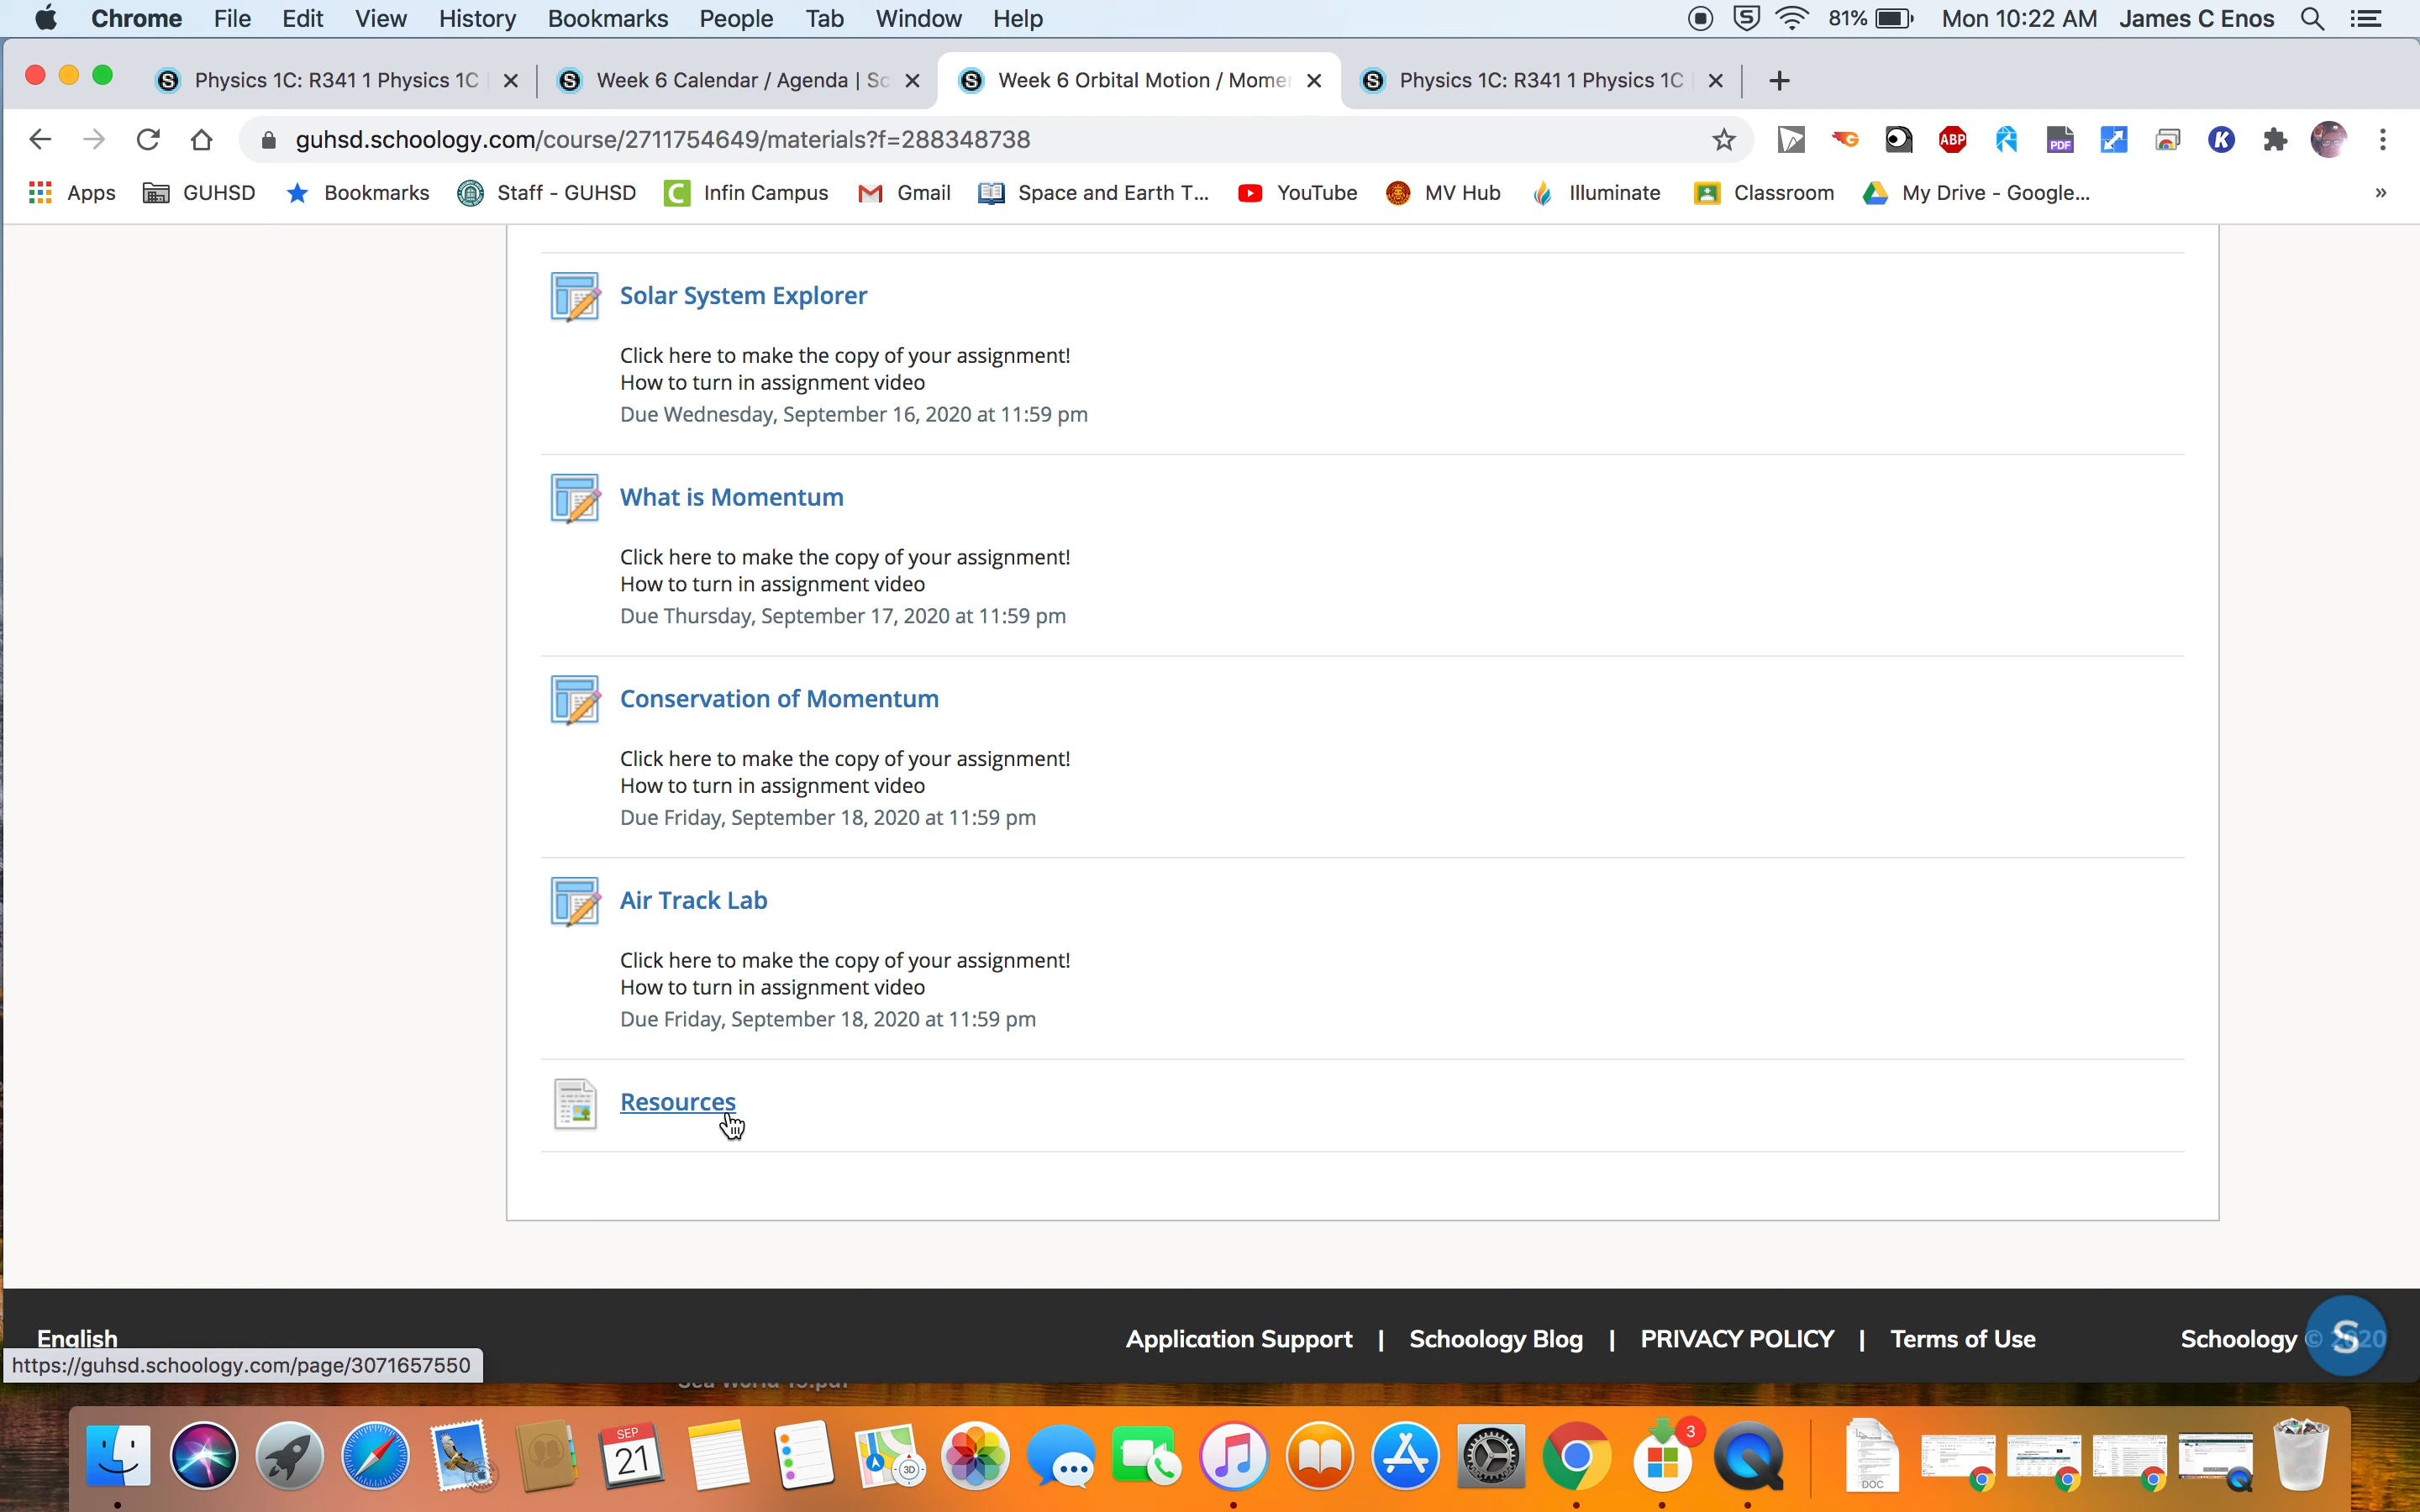 Chrome File Edit View History Bookmarks People Tab Window Help 81% Mon 10:22 AM James C Enos
Physics 1C: R341 1 Physics 1C Week 6 Calendar / Agenda | Sc Week 6 Orbital Motion / Momen Physics 1C: R341 1 Physics 1C
guhsd.schoology.com/course/2711754649/materials?f=288348738
ABP PDF K
Apps GUHSD Bookmarks Staff - GUHSD Infin Campus Gmail Space and Earth T... YouTube MV Hub Illuminate Classroom My Drive - Google... »
Solar System Explorer
Click here to make the copy of your assignment!
How to turn in assignment video
Due Wednesday, September 16, 2020 at 11:59 pm
What is Momentum
Click here to make the copy of your assignment!
How to turn in assignment video
Due Thursday, September 17, 2020 at 11:59 pm
Conservation of Momentum
Click here to make the copy of your assignment!
How to turn in assignment video
Due Friday, September 18, 2020 at 11:59 pm
Air Track Lab
Click here to make the copy of your assignment!
How to turn in assignment video
Due Friday, September 18, 2020 at 11:59 pm
Resources
English Application Support | Schoology Blog | PRIVACY POLICY | Terms of Use Schoology © 2020
S
https://guhsd.schoology.com/page/3071657550
SEP
21
3D
3
DOC